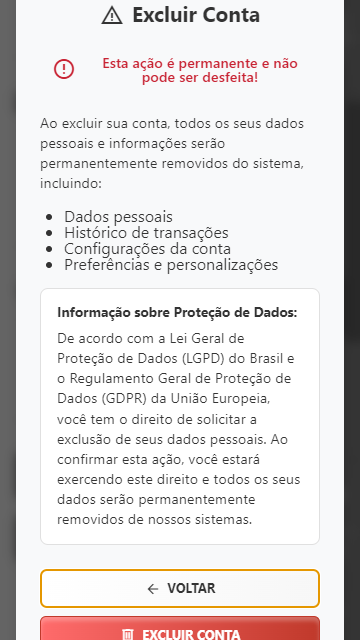 Excluir Conta
Esta ação é permanente e não
pode ser desfeita!
Ao excluir sua conta, todos os seus dados
pessoais e informações serão
permanentemente removidos do sistema,
incluindo:
• Dados pessoais
• Histórico de transações
• Configurações da conta
• Preferências e personalizações
Informação sobre Proteção de Dados:
De acordo com a Lei Geral de
Proteção de Dados (LGPD) do Brasil e
o Regulamento Geral de Proteção de
Dados (GDPR) da União Europeia,
você tem o direito de solicitar a
exclusão de seus dados pessoais. Ao
confirmar esta ação, você estará
exercendo este direito e todos os seus
dados serão permanentemente
removidos de nossos sistemas.
← VOLTAR
EXCLUIR CONTA